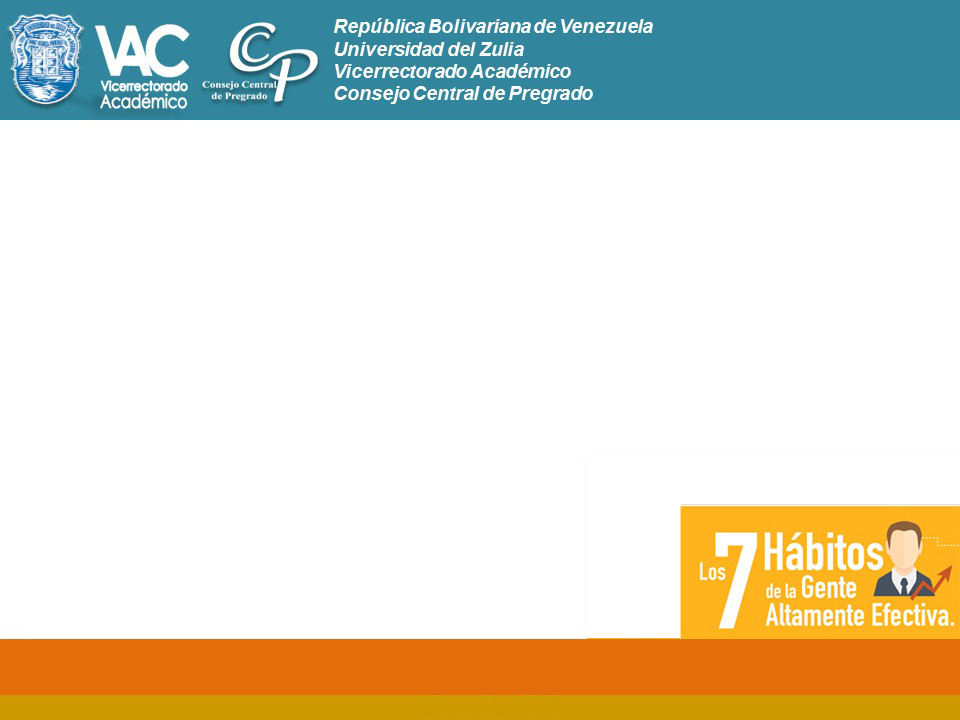 VAC
Vicerrectorado
Académico
CCP
Consejo Central
de Pregrado
República Bolivariana de Venezuela
Universidad del Zulia
Vicerrectorado Académico
Consejo Central de Pregrado
Los 7 Hábitos
de la Gente
Altamente Efectiva.